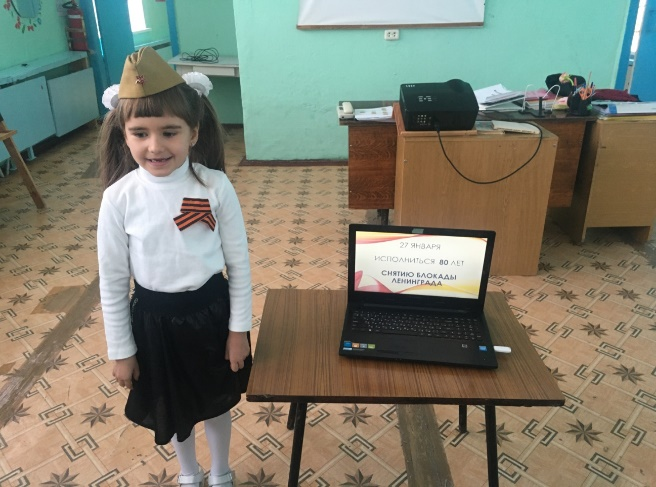 27 ЯНВАРЯ
ИСПОЛНИТЬСЯ 80 ЛЕТ
СНЯТИЮ БЛОКАДЫ
ЛЕНИНГРАДА